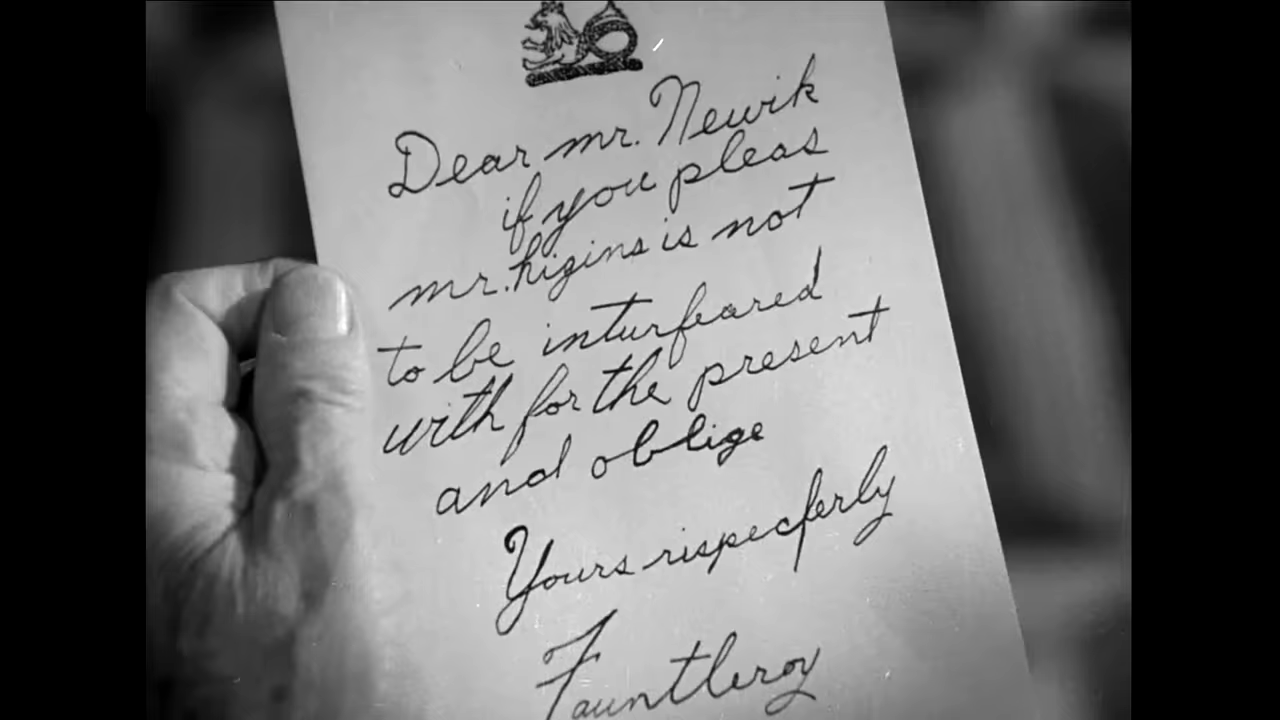 Dear mr. Newik
if you pleas
mr. higins is not
to be inturfeared
with for the present
and oblige
Yours rispecferly
Fauntleroy